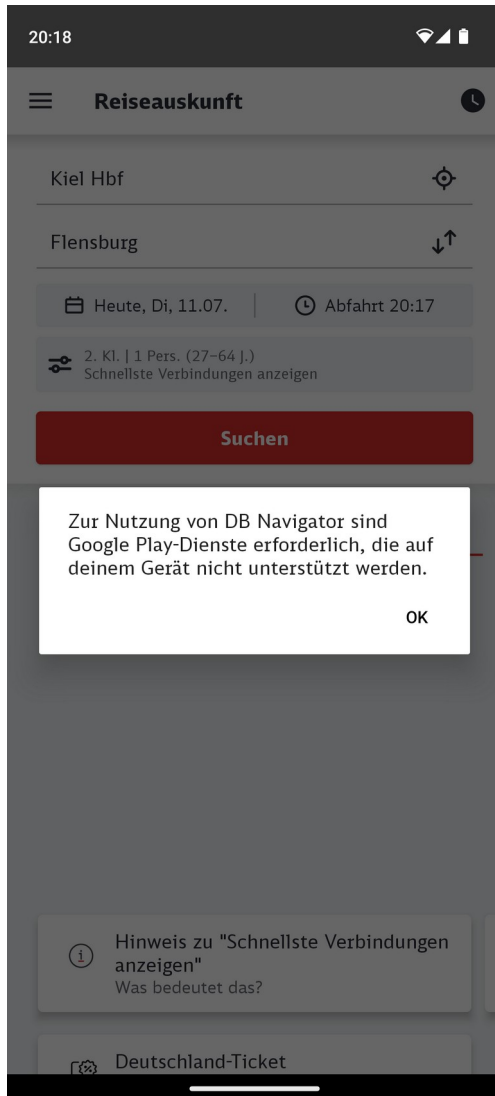 20:18
Reiseauskunft
Kiel Hbf
Flensburg
Heute, Di, 11.07.
Abfahrt 20:17
2. Kl. | 1 Pers. (27–64 J.)
Schnellste Verbindungen anzeigen
Suchen
Zur Nutzung von DB Navigator sind
Google Play-Dienste erforderlich, die auf
deinem Gerät nicht unterstützt werden.
OK
Hinweis zu "Schnellste Verbindungen
anzeigen"
Was bedeutet das?
Deutschland-Ticket